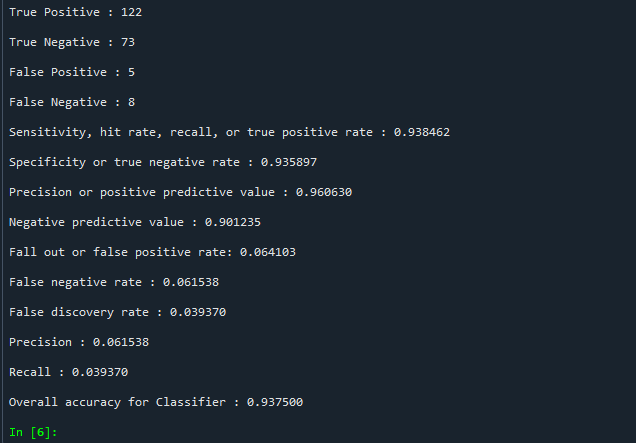 True Positive : 122
True Negative : 73
False Positive : 5
False Negative : 8
Sensitivity, hit rate, recall, or true positive rate : 0.938462
Specificity or true negative rate : 0.935897
Precision or positive predictive value : 0.960630
Negative predictive value : 0.901235
Fall out or false positive rate: 0.064103
False negative rate : 0.061538
False discovery rate : 0.039370
Precision : 0.061538
Recall : 0.039370
Overall accuracy for Classifier : 0.937500
In [6]: